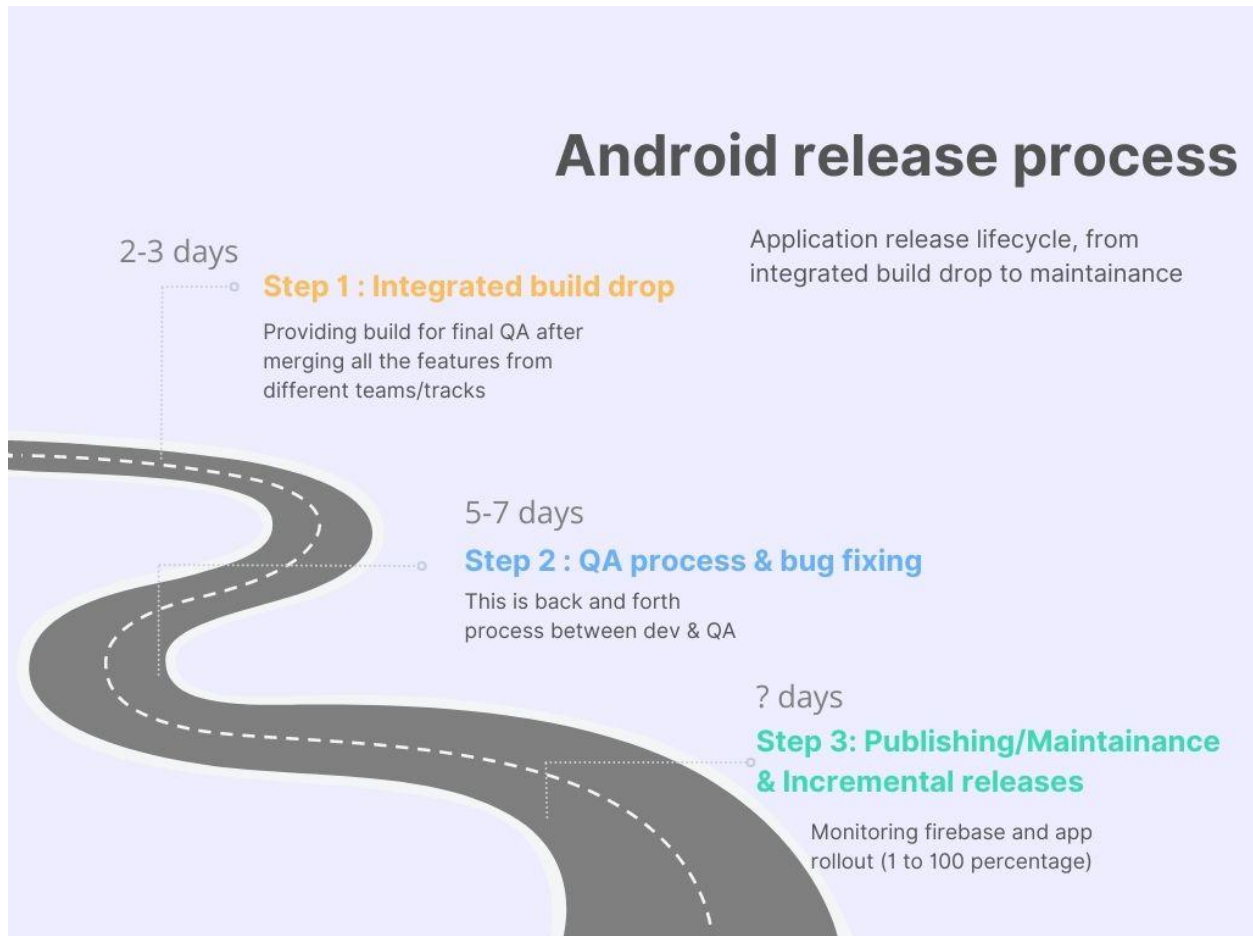 Android release process
Application release lifecycle, from
integrated build drop to maintainance
2-3 days
Step 1 : Integrated build drop
Providing build for final QA after
merging all the features from
different teams/tracks
5-7 days
Step 2 : QA process & bug fixing
This is back and forth
process between dev & QA
? days
Step 3: Publishing/Maintainance
& Incremental releases
Monitoring firebase and app
rollout (1 to 100 percentage)